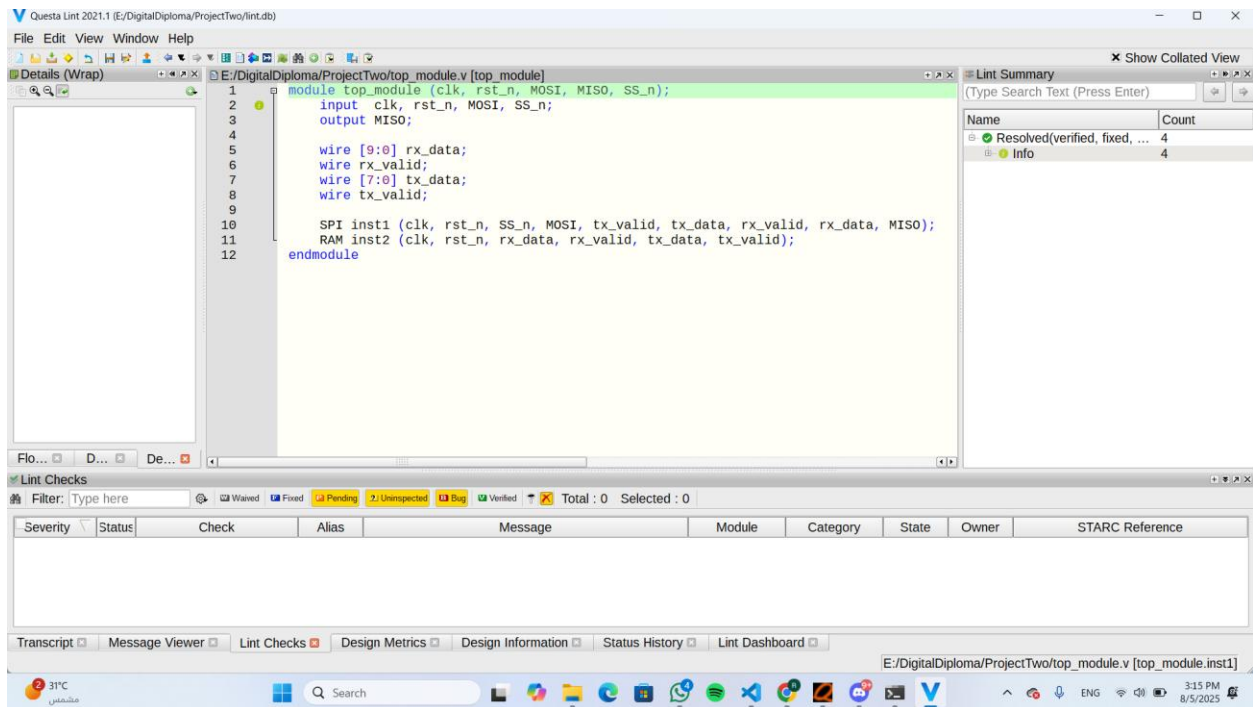 Questa Lint 2021.1 (E:/DigitalDiploma/ProjectTwo/lint.db)
File Edit View Window Help
Show Collated View
Details (Wrap)
E:/DigitalDiploma/ProjectTwo/top_module.v [top_module]
1 module top_module (clk, rst_n, MOSI, MISO, SS_n);
2 input clk, rst_n, MOSI, SS_n;
3 output MISO;
4
5 wire [9:0] rx_data;
6 wire rx_valid;
7 wire [7:0] tx_data;
8 wire tx_valid;
9
10 SPI inst1 (clk, rst_n, SS_n, MOSI, tx_valid, tx_data, rx_valid, rx_data, MISO);
11 RAM inst2 (clk, rst_n, rx_data, rx_valid, tx_data, tx_valid);
12 endmodule
Lint Summary
(Type Search Text (Press Enter)
Name Count
Resolved(verified, fixed, ... 4
Info 4
Flo... D... De...
Lint Checks
Filter: Type here Waived Fixed Pending Uninspected Bug Verified Total : 0 Selected : 0
Severity Status Check Alias Message Module Category State Owner STARC Reference
Transcript Message Viewer Lint Checks Design Metrics Design Information Status History Lint Dashboard
E:/DigitalDiploma/ProjectTwo/top_module.v [top_module.inst1]
2 31°C
مشمس
Search
ENG
3:15 PM
8/5/2025